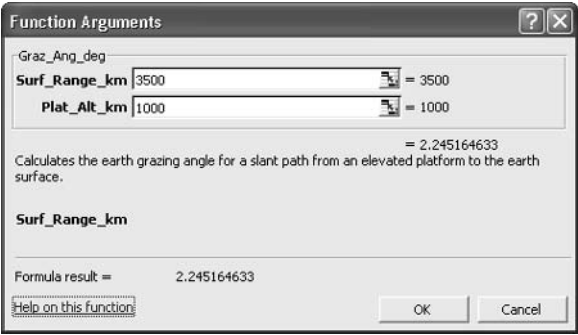 Function Arguments
Graz_Ang_deg
Surf_Range_km 3500 = 3500
Plat_Alt_km 1000 = 1000
= 2.245164633
Calculates the earth grazing angle for a slant path from an elevated platform to the earth
surface.
Surf_Range_km
Formula result = 2.245164633
Help on this function OK Cancel